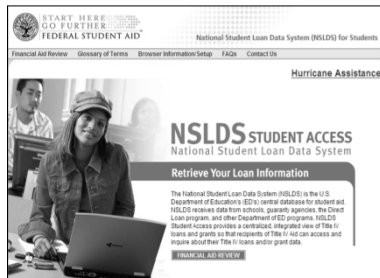 START HERE
GO FURTHER
FEDERAL STUDENT AID
National Student Loan Data System (NSLDS) for Students
Financial Aid Review Glossary of Terms Browser Information/Setup FAQs Contact Us
Hurricane Assistance
NSLDS STUDENT ACCESS
National Student Loan Data System
Retrieve Your Loan Information
The National Student Loan Data System (NSLDS) is the U.S.
Department of Education's (ED's) central database for student aid.
NSLDS receives data from schools, guaranty agencies, the Direct
Loan program, and other Department of ED programs. NSLDS
Student Access provides a centralized, integrated view of Title IV
loans and grants so that recipients of Title IV Aid can access and
inquire about their Title IV loans and/or grant data.
FINANCIAL AID REVIEW